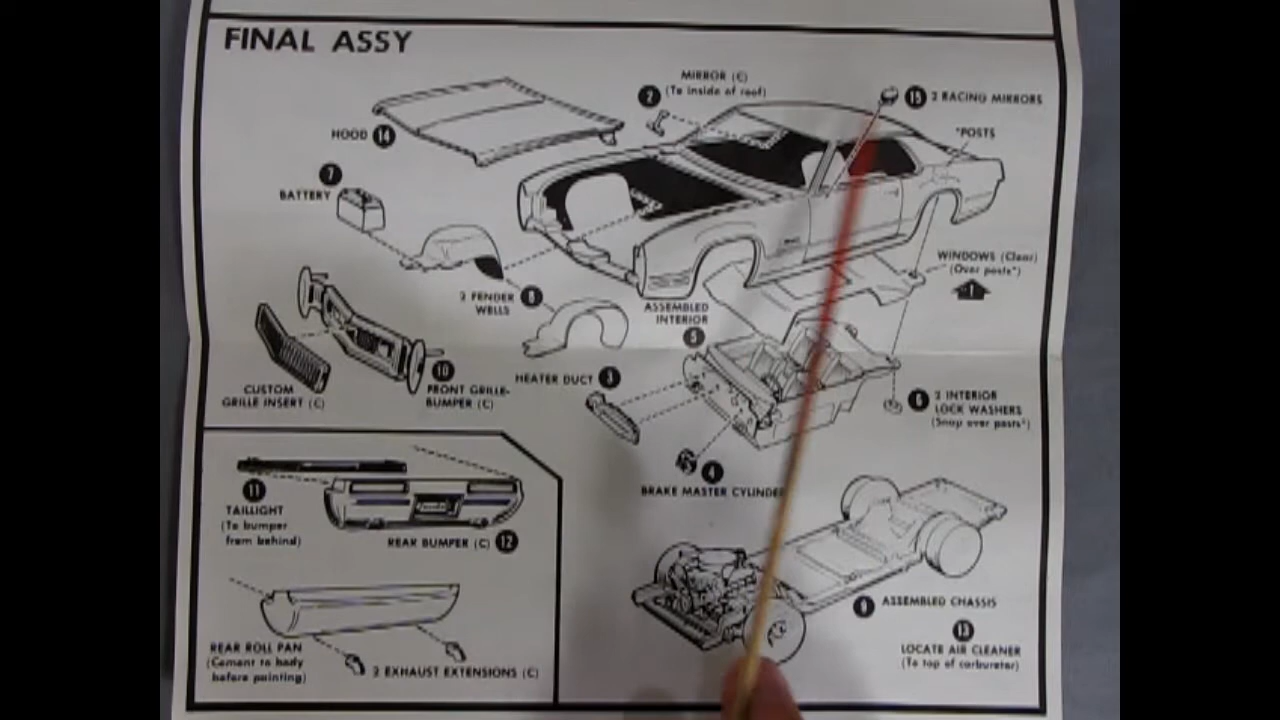 FINAL ASSY
MIRROR (C)
2
(To inside of roof)
15 2 RACING MIRRORS
HOOD 14
*POSTS
7
BATTERY
WINDOWS (Clear)
(Over posts*)
1
2 FENDER
WELLS
8
ASSEMBLED
INTERIOR
5
HEATER DUCT 3
10
FRONT GRILLE-
BUMPER (C)
CUSTOM
GRILLE INSERT (C)
6
2 INTERIOR
LOCK WASHERS
(Snap over posts*)
4
BRAKE MASTER CYLINDE
11
TAILLIGHT
(To bumper
from behind)
REAR BUMPER (C) 12
9 ASSEMBLED CHASSIS
13
LOCATE AIR CLEANER
(To top of carburetor)
REAR ROLL PAN
(Cement to body
before painting)
2 EXHAUST EXTENSIONS (C)